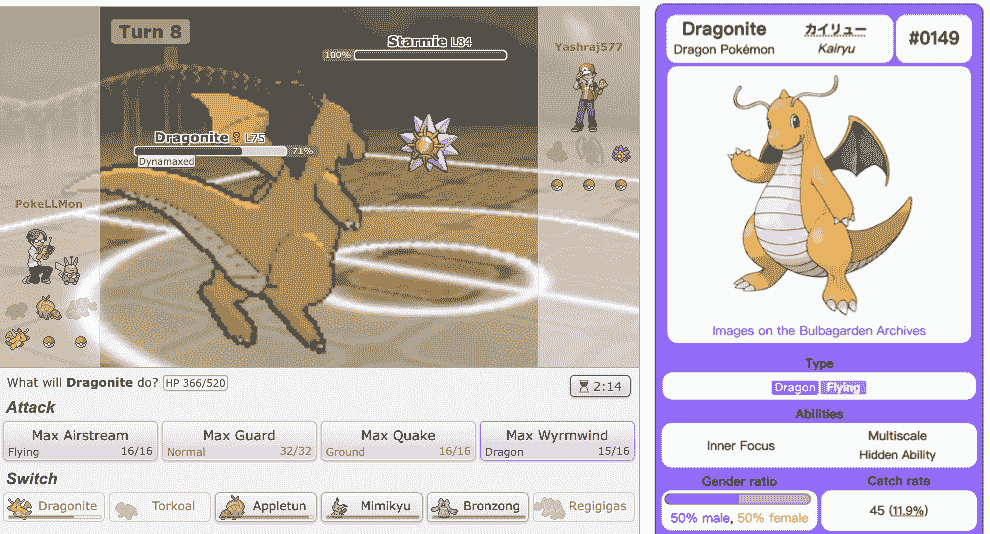 Turn 8
Starmie L84
100%
Yashraj577
Dragonite ♀ L75
71%
Dynamaxed
PokeLLMon
What will Dragonite do? HP 366/520
2:14
Attack
Max Airstream
Flying 16/16
Max Guard
Normal 32/32
Max Quake
Ground 16/16
Max Wyrmwind
Dragon 15/16
Switch
Dragonite
Torkoal
Appletun
Mimikyu
Bronzong
Regigigas
Dragonite
Dragon Pokémon
カイリュー
Kairyu
#0149
Images on the Bulbagarden Archives
Type
Dragon Flying
Abilities
Inner Focus
Multiscale
Hidden Ability
Gender ratio
50% male, 50% female
Catch rate
45 (11.9%)